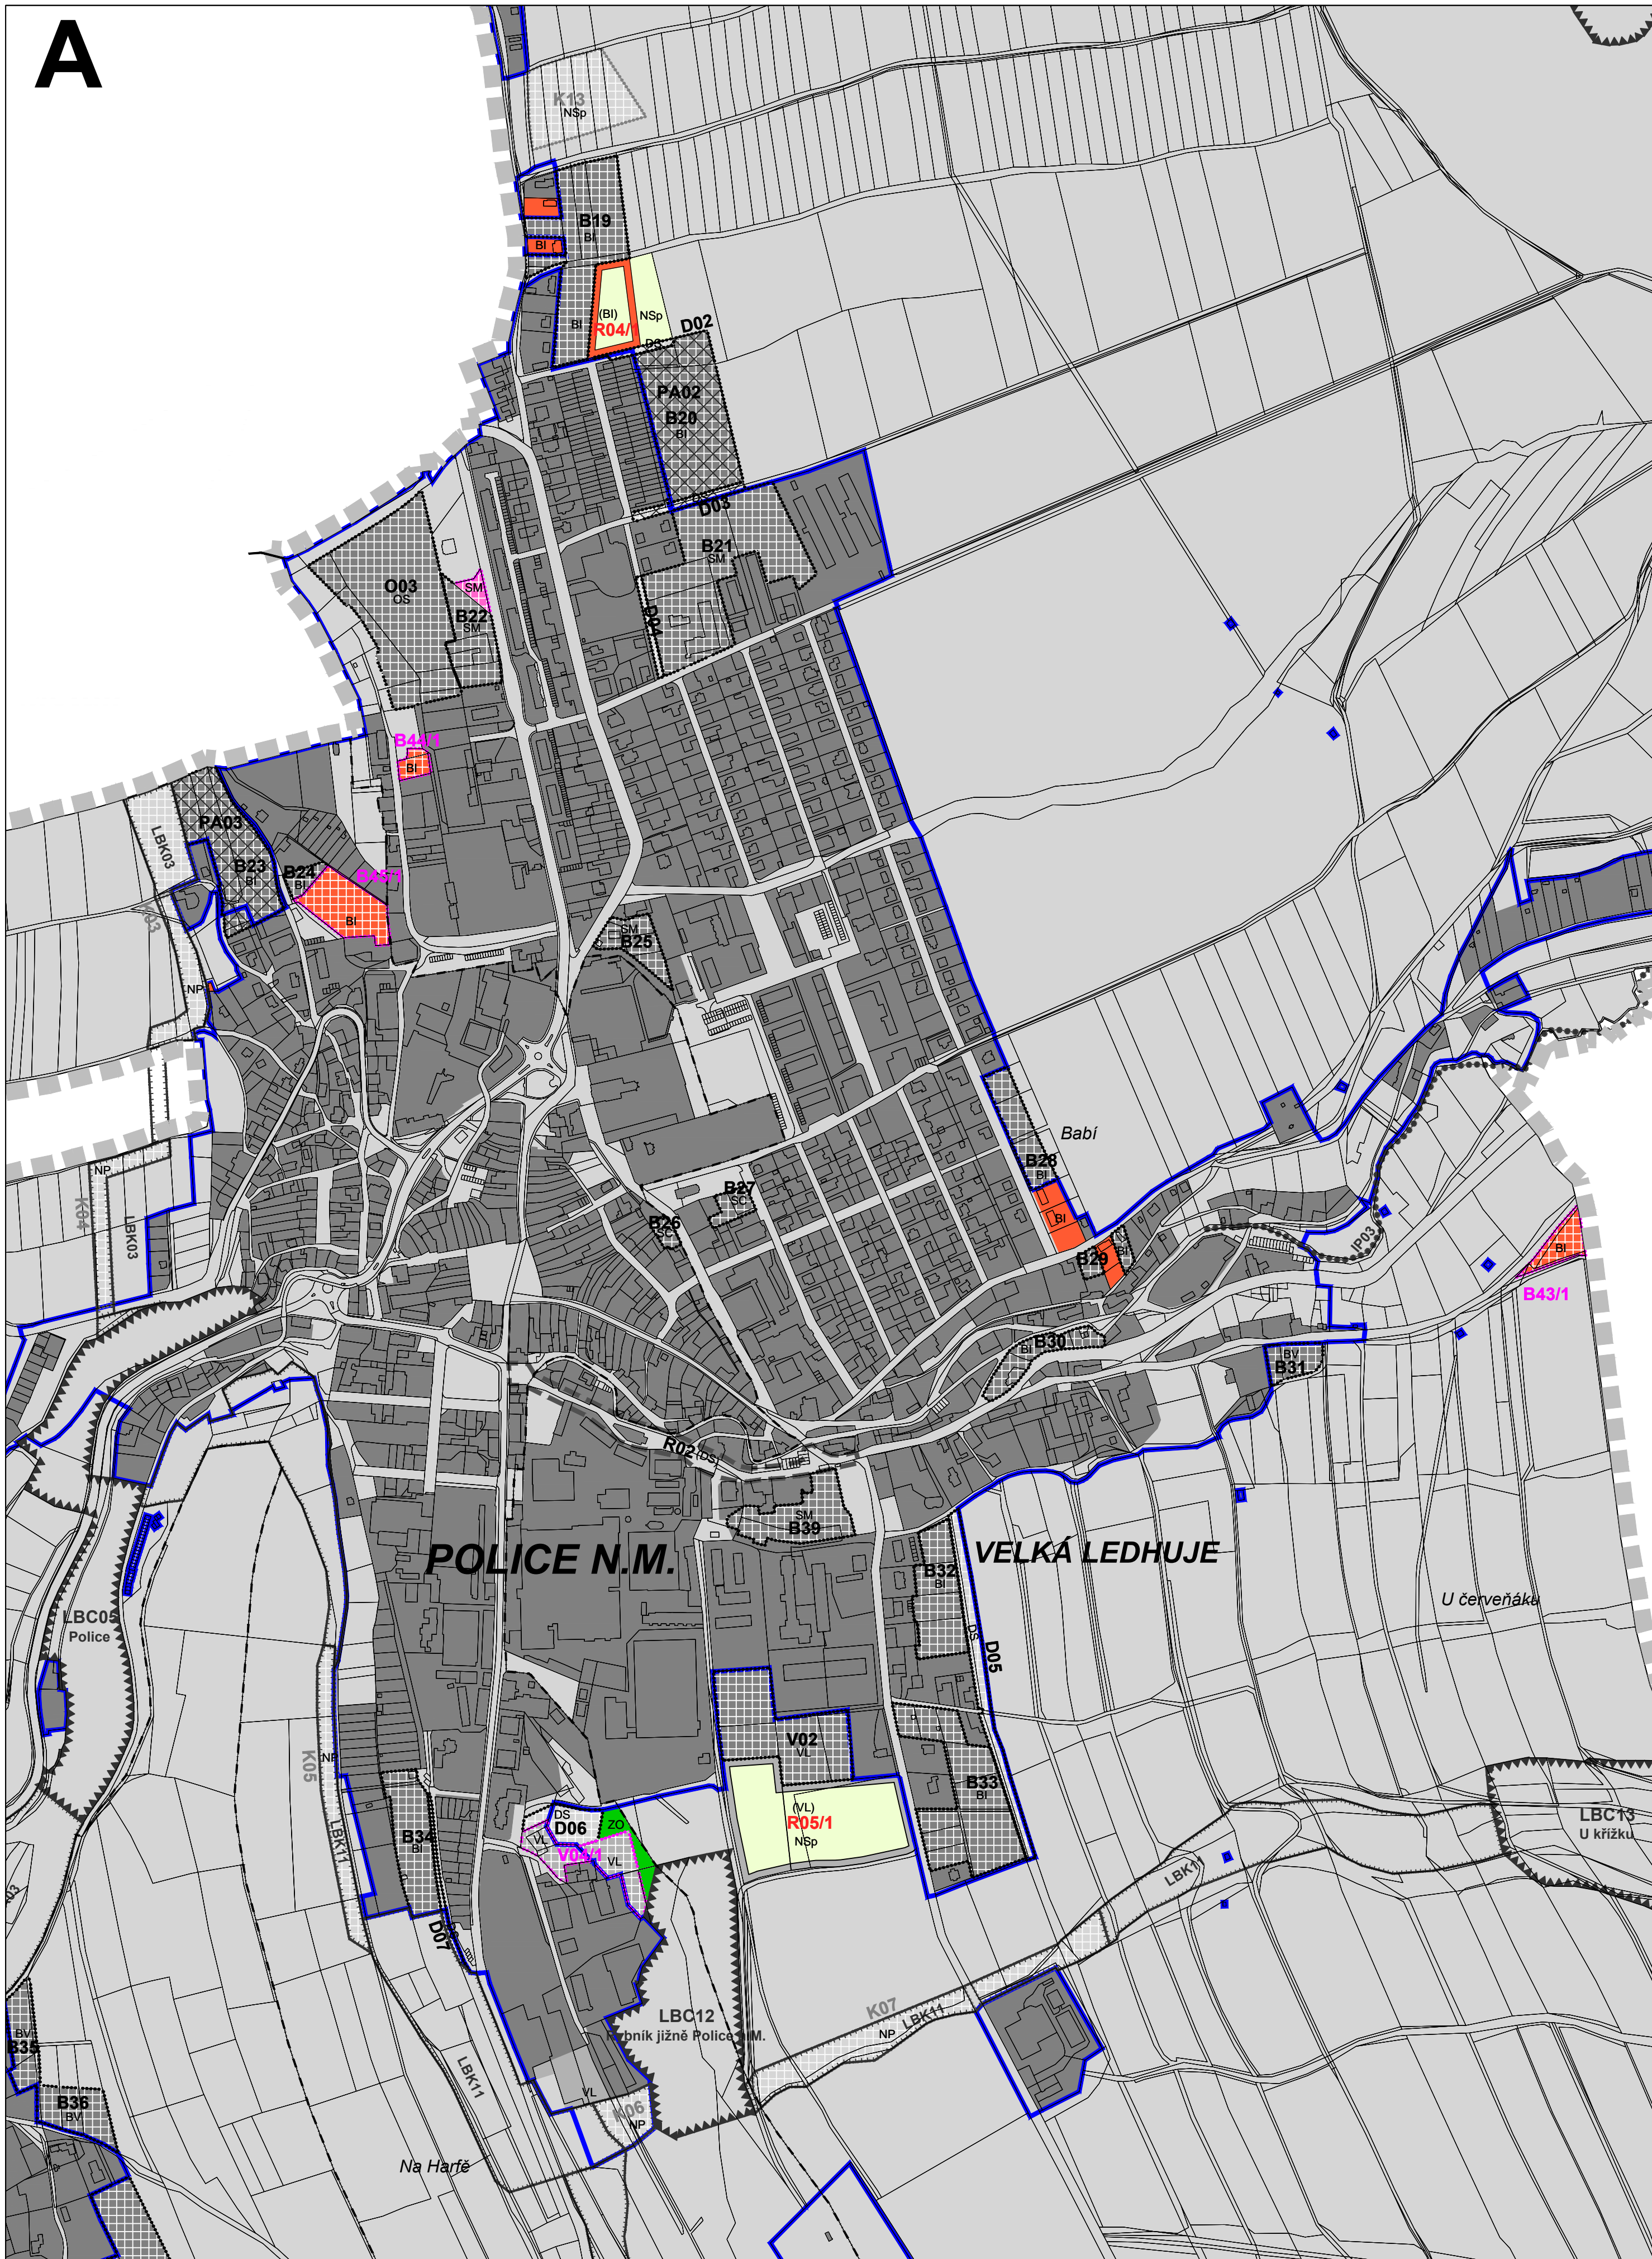 A
K13
NSp
B19
BI
BI
(BI)
R04/1
NSp
BI
DS
D02
PA02
B20
BI
DS
D03
B21
SM
D04
O03
OS
SM
B22
SM
B44/1
BI
LBK03
PA03
B23
BI
B24
BI
B45/1
BI
K03
NP
SM
B25
NP
K04
LBK03
Babí
B28
BI
BI
B27
SC
B26
SC
B29
BI
IP03
BI
B43/1
B30
BI
BV
B31
R02 (DS)
SM
B39
POLICE N.M.
VELKÁ LEDHUJE
B32
BI
U červeňáku
LBC05
Police
DS
D05
K05
NP
V02
VL
B33
BI
(VL)
R05/1
NSp
DS
D06
ZO
VL
V04/1
VL
LBK11
B34
BI
LBC13
U křížku
LBK11
D07
LBC12
Rybník jižně Police n.M.
K07
LBK11
NP
BV
B35
B36
BV
LBK11
VL
K06
NP
Na Harfě